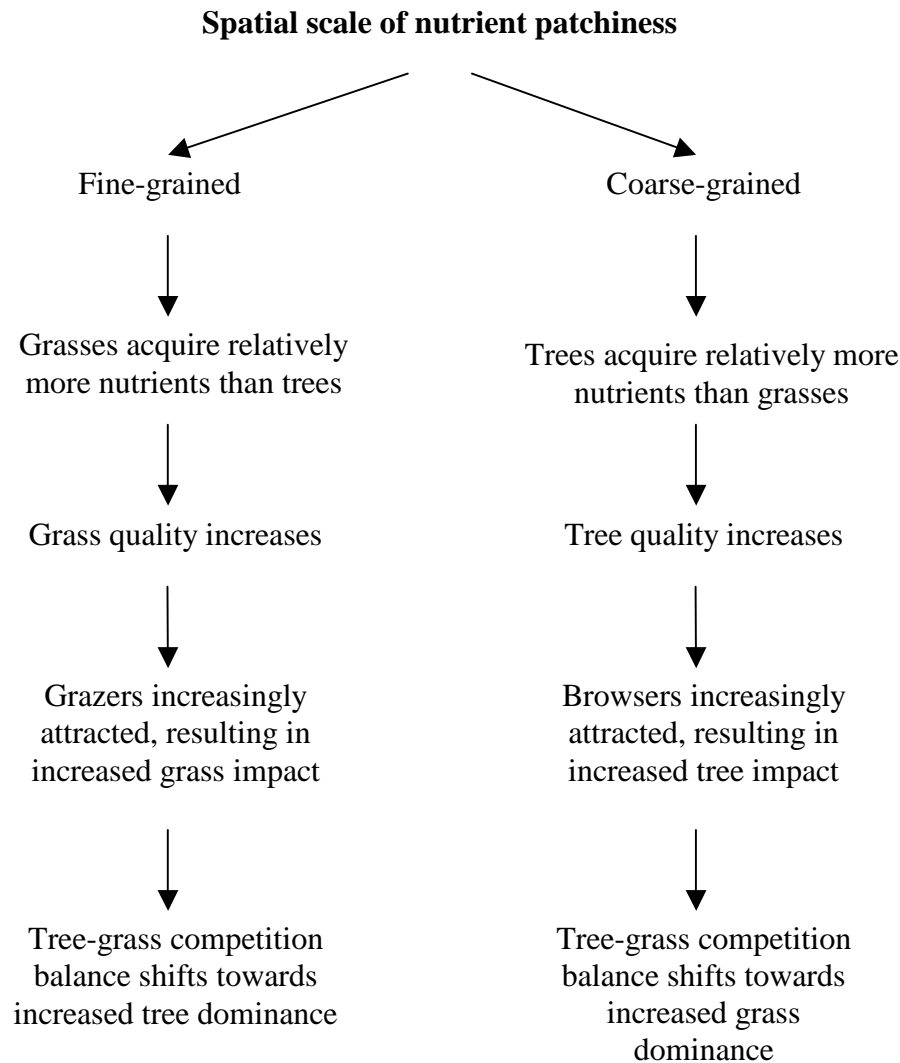 Spatial scale of nutrient patchiness
Fine-grained
Coarse-grained
Grasses acquire relatively
more nutrients than trees
Trees acquire relatively more
nutrients than grasses
Grass quality increases
Tree quality increases
Grazers increasingly
attracted, resulting in
increased grass impact
Browsers increasingly
attracted, resulting in
increased tree impact
Tree-grass competition
balance shifts towards
increased tree dominance
Tree-grass competition
balance shifts towards
increased grass
dominance